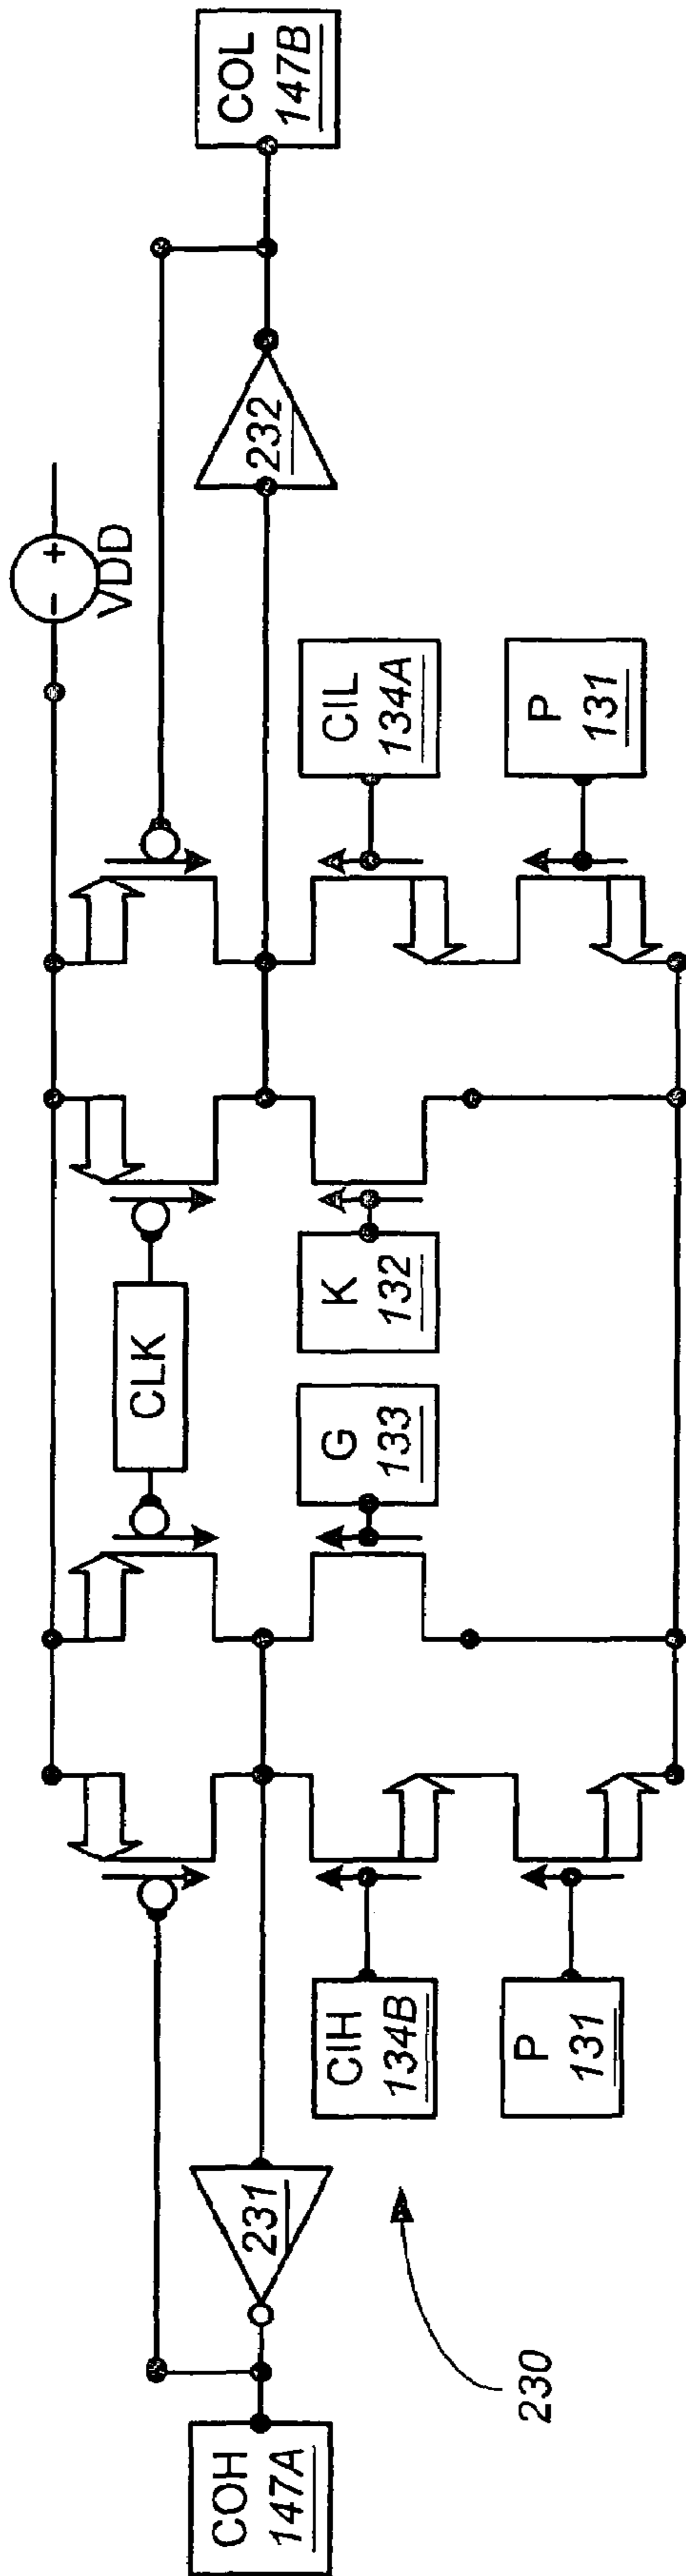 VDD
- +
COH
147A
231
CLK
232
COL
147B
CIH
134B
G
133
K
132
CIL
134A
P
131
P
131
230